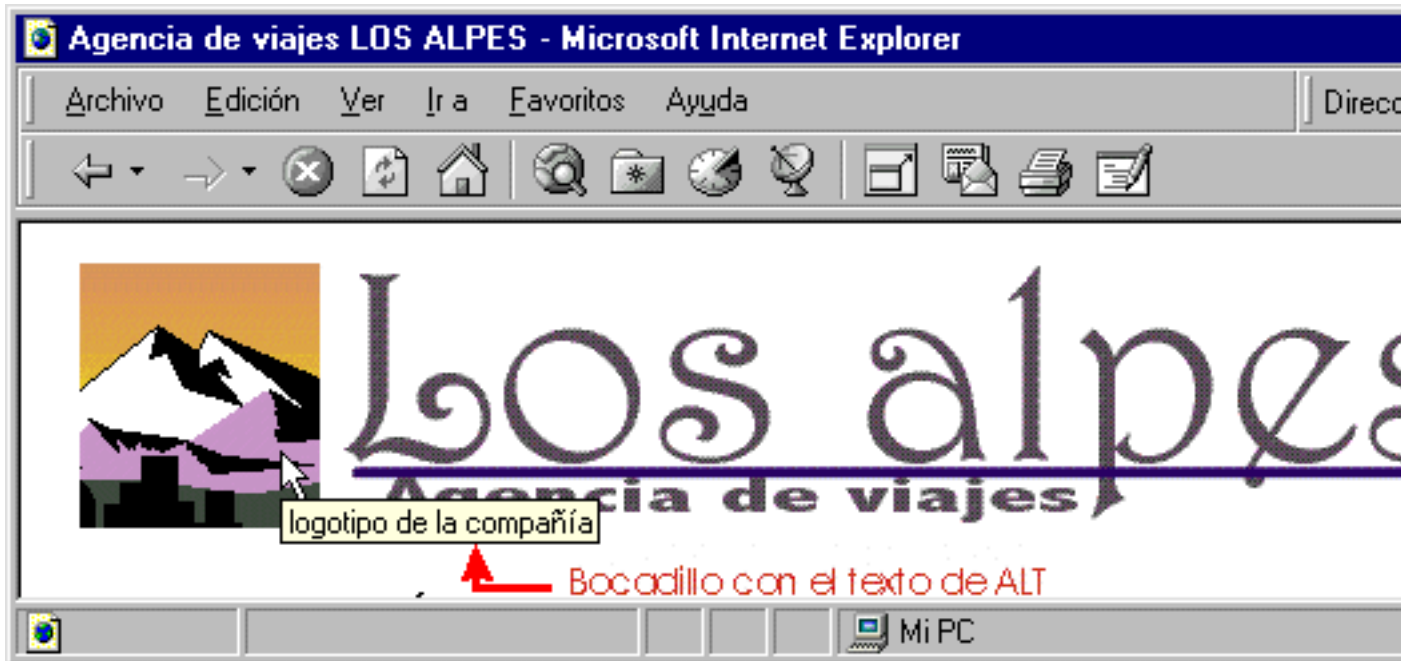 Agencia de viajes LOS ALPES - Microsoft Internet Explorer
Archivo Edición Ver Ir a Favoritos Ayuda Direcc
Los alpes
Agencia de viajes
logotipo de la compañía
Bocadillo con el texto de ALT
Mi PC